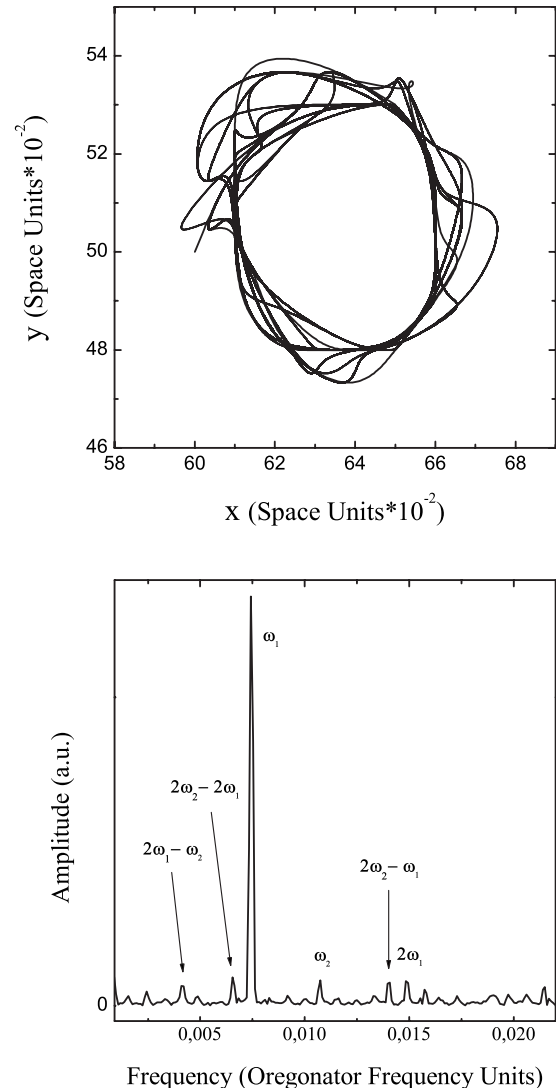 54
52
50
48
46
y (Space Units*10⁻²)
58 60 62 64 66 68
x (Space Units*10⁻²)
ω₁
2ω₂− 2ω₁
2ω₁− ω₂
2ω₂− ω₁
ω₂
2ω₁
Amplitude (a.u.)
0
0,005 0,010 0,015 0,020
Frequency (Oregonator Frequency Units)